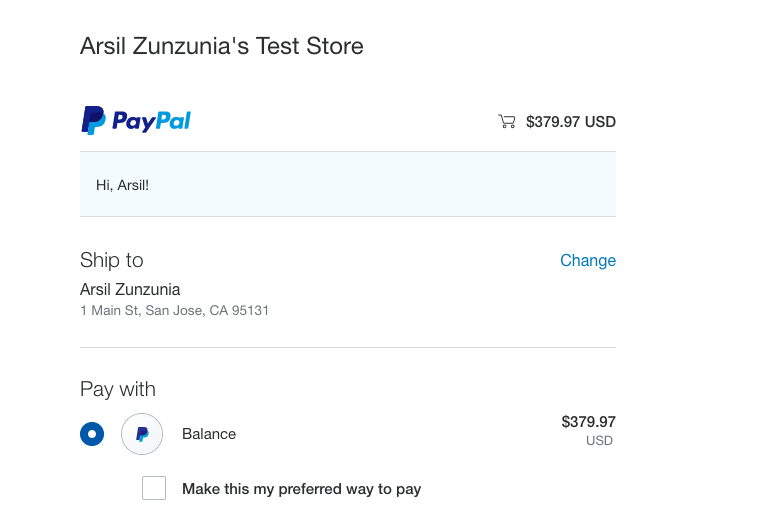 Arsil Zunzunia's Test Store
PayPal
$379.97 USD
Hi, Arsil!
Ship to
Change
Arsil Zunzunia
1 Main St, San Jose, CA 95131
Pay with
Balance
$379.97
USD
Make this my preferred way to pay